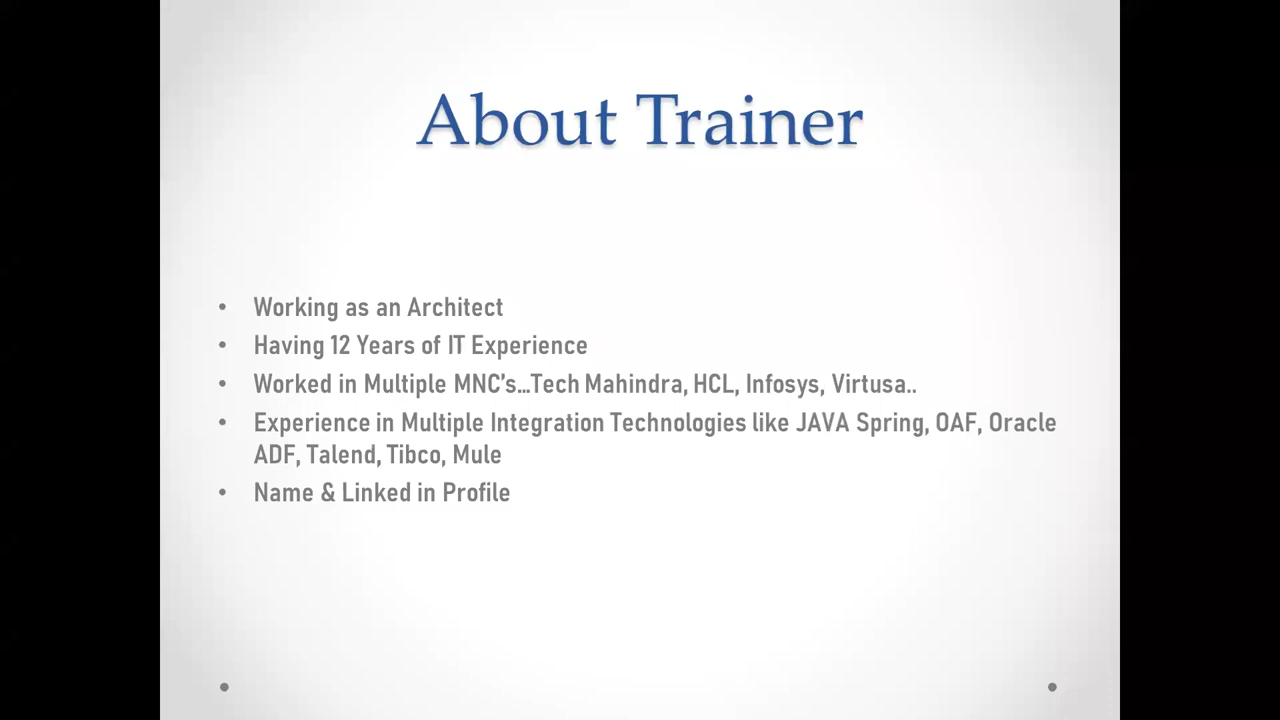 About Trainer
• Working as an Architect
• Having 12 Years of IT Experience
• Worked in Multiple MNC's...Tech Mahindra, HCL, Infosys, Virtusa..
• Experience in Multiple Integration Technologies like JAVA Spring, OAF, Oracle
ADF, Talend, Tibco, Mule
• Name & Linked in Profile